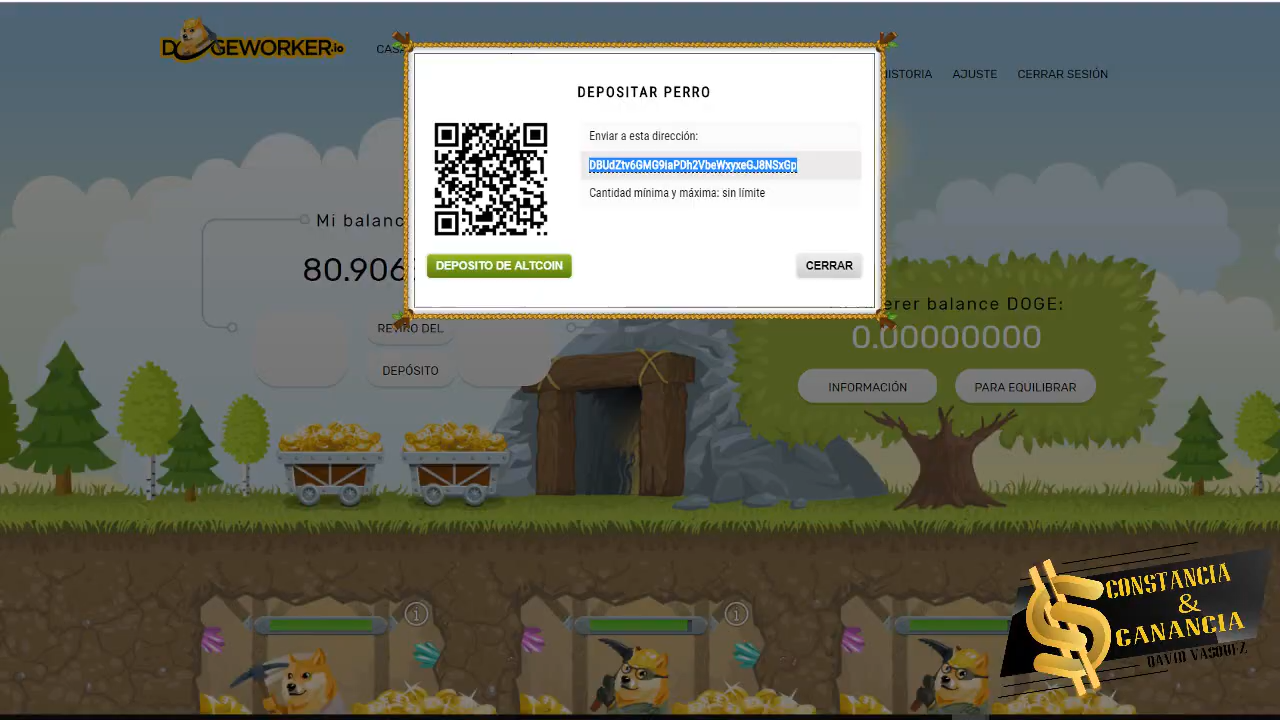 DOGEWORKER.io
CASA
HISTORIA
AJUSTE
CERRAR SESIÓN
DEPOSITAR PERRO
Enviar a esta dirección:
DBUdZtv6GMG9iaPDh2VbeWxyxeGJ8NSxGp
Cantidad mínima y máxima: sin límite
DEPOSITO DE ALTCOIN
CERRAR
Mi balanc
80.906
RETIRO DEL
DEPÓSITO
erer balance DOGE:
0.00000000
INFORMACIÓN
PARA EQUILIBRAR
CONSTANCIA
&
GANANCIA
DAVID VASQUEZ